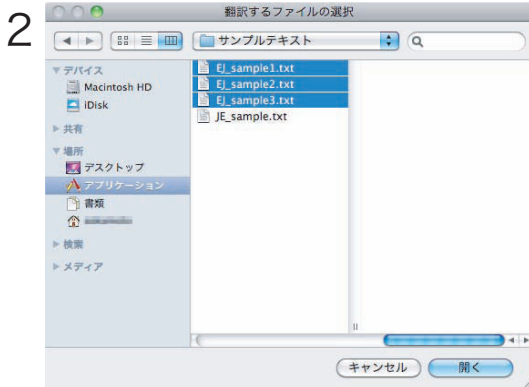 2
翻訳するファイルの選択
サンプルテキスト
デバイス
Macintosh HD
iDisk
共有
場所
デスクトップ
アプリケーション
書類
検索
メディア
EJ_sample1.txt
EJ_sample2.txt
EJ_sample3.txt
JE_sample.txt
キャンセル
開く